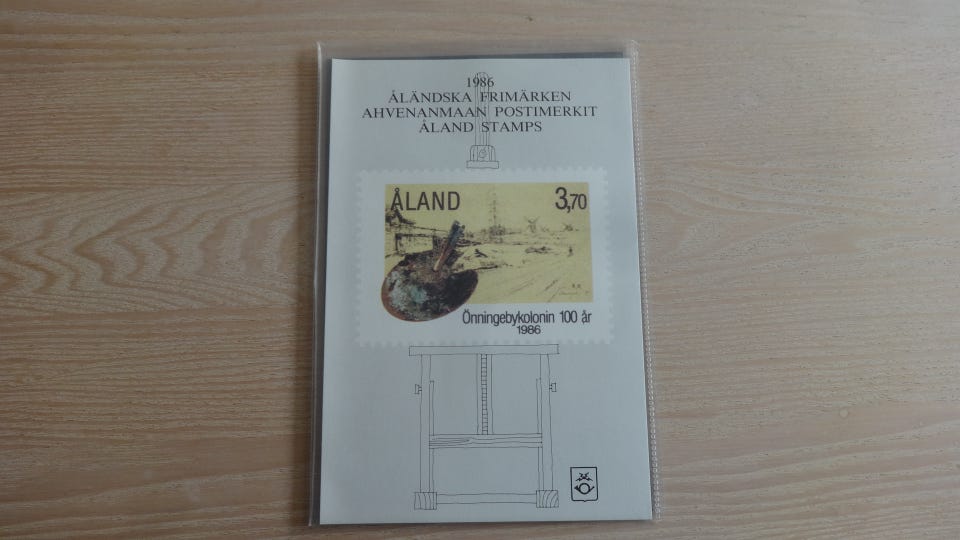 1986
ÅLÄNDSKA FRIMÄRKEN
AHVENANMAAN POSTIMERKIT
ÅLAND STAMPS
ÅLAND 3,70
Önningebykolonin 100 år
1986